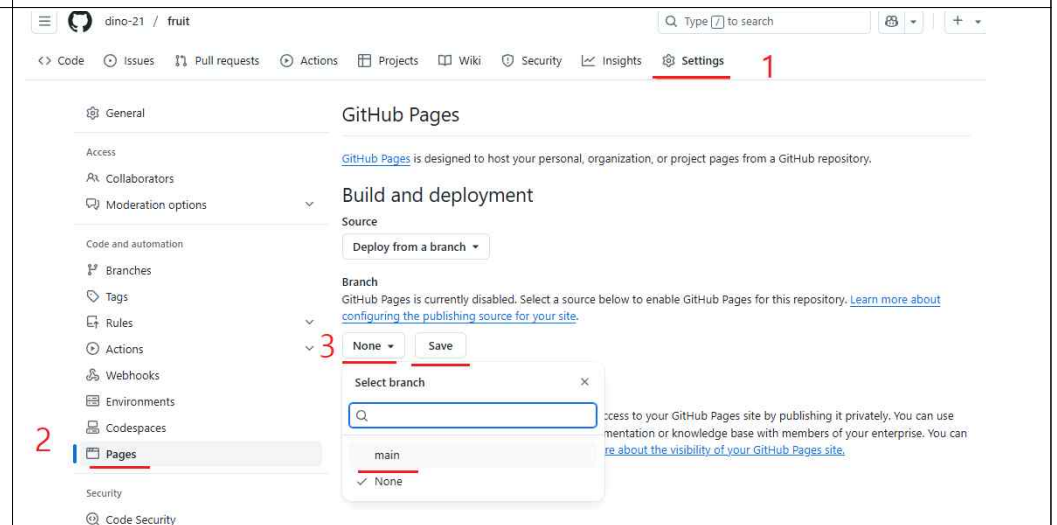 dino-21 / fruit
Type / to search
Code Issues Pull requests Actions Projects Wiki Security Insights Settings 1
General
Access
Collaborators
Moderation options
Code and automation
Branches
Tags
Rules
Actions
Webhooks
Environments
Codespaces
2 Pages
Security
Code Security
GitHub Pages
GitHub Pages is designed to host your personal, organization, or project pages from a GitHub repository.
Build and deployment
Source
Deploy from a branch
Branch
GitHub Pages is currently disabled. Select a source below to enable GitHub Pages for this repository. Learn more about
configuring the publishing source for your site.
3 None Save
Select branch
main
None
ccess to your GitHub Pages site by publishing it privately. You can use
mentation or knowledge base with members of your enterprise. You can
re about the visibility of your GitHub Pages site.